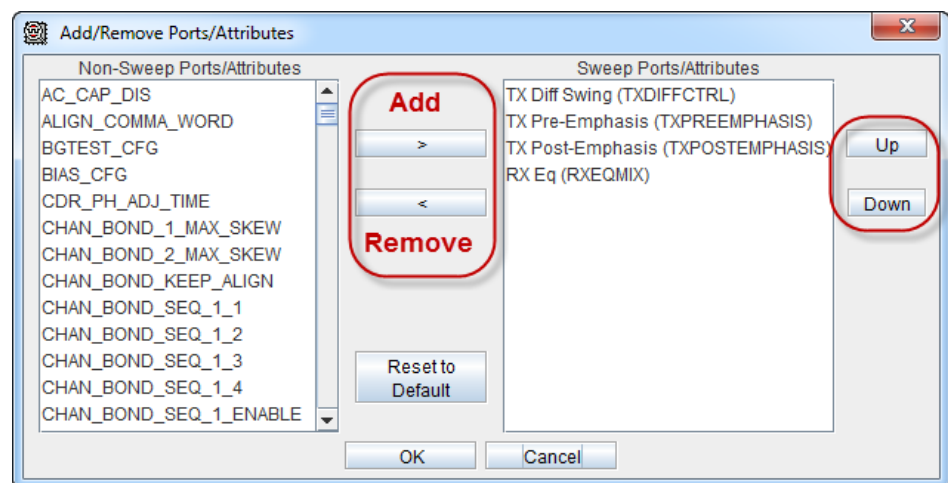 Add/Remove Ports/Attributes
x
Non-Sweep Ports/Attributes
AC_CAP_DIS
ALIGN_COMMA_WORD
BGTEST_CFG
BIAS_CFG
CDR_PH_ADJ_TIME
CHAN_BOND_1_MAX_SKEW
CHAN_BOND_2_MAX_SKEW
CHAN_BOND_KEEP_ALIGN
CHAN_BOND_SEQ_1_1
CHAN_BOND_SEQ_1_2
CHAN_BOND_SEQ_1_3
CHAN_BOND_SEQ_1_4
CHAN_BOND_SEQ_1_ENABLE
Add
>
<
Remove
Reset to
Default
Sweep Ports/Attributes
TX Diff Swing (TXDIFFCTRL)
TX Pre-Emphasis (TXPREEMPHASIS)
TX Post-Emphasis (TXPOSTEMPHASIS)
RX Eq (RXEQMIX)
Up
Down
OK
Cancel